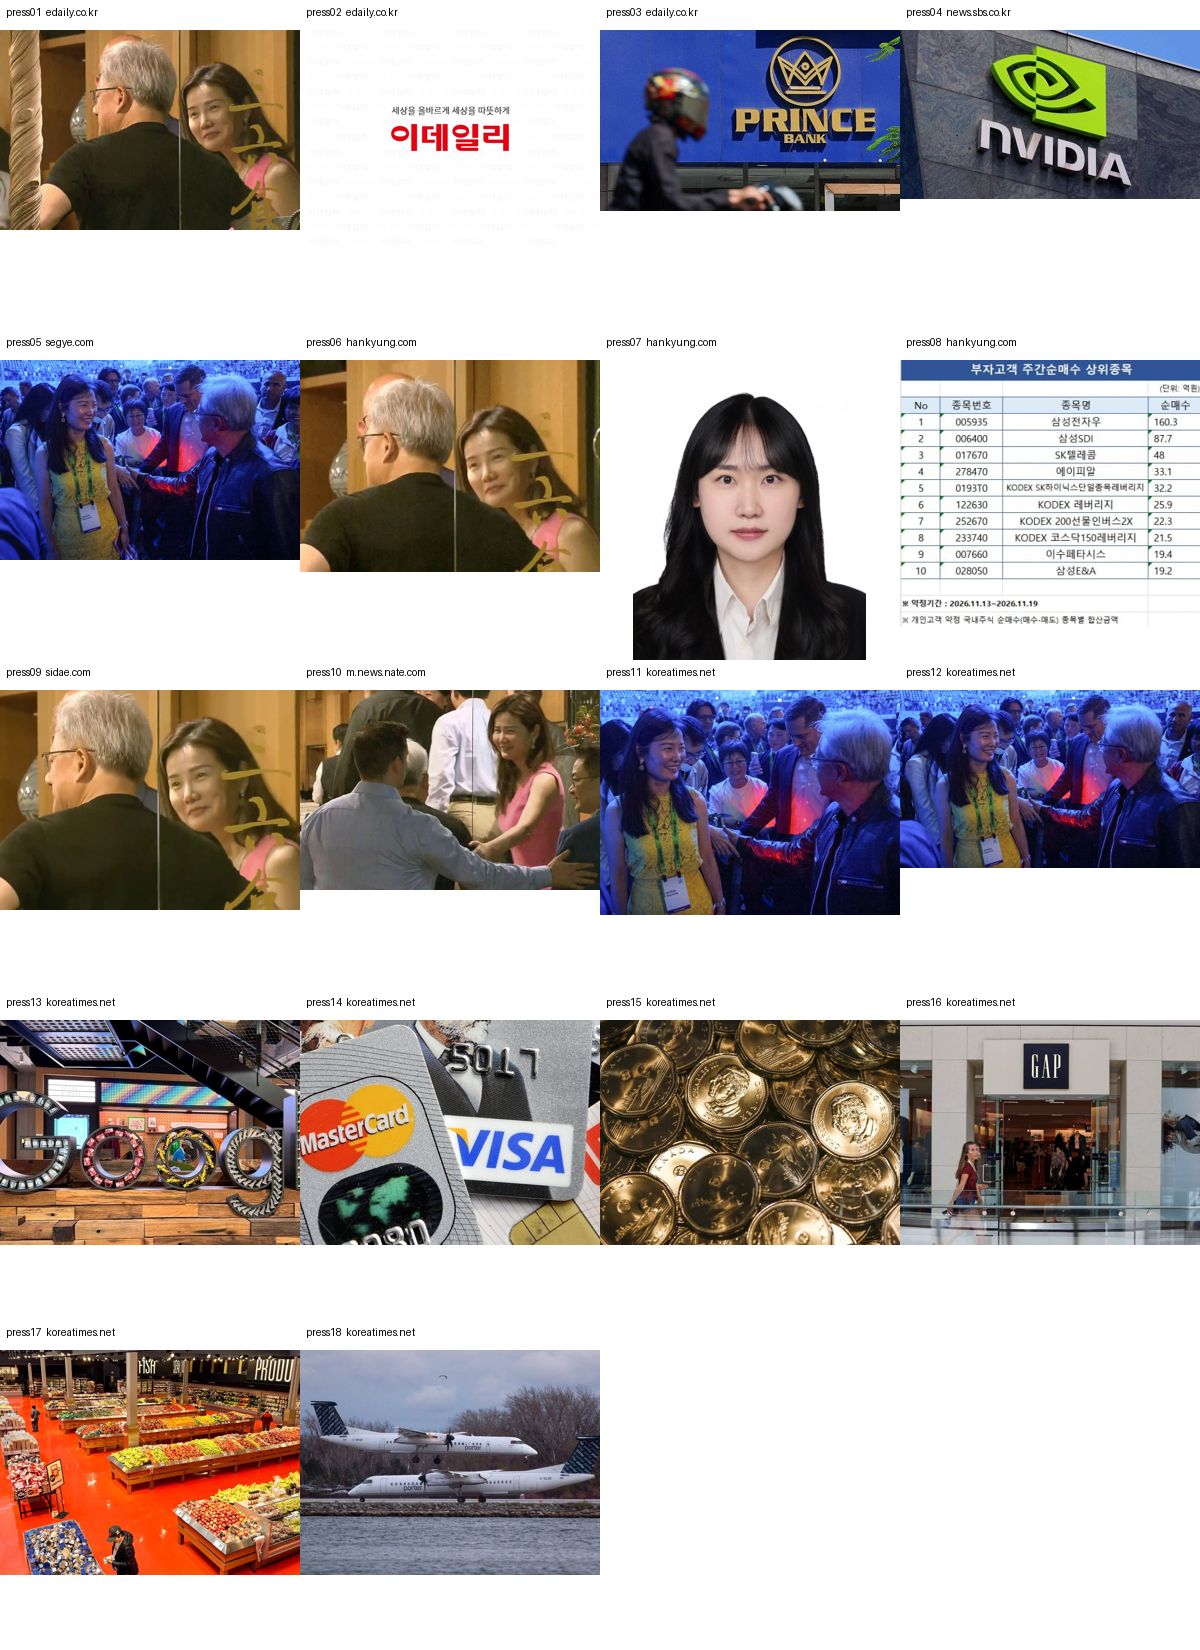 press01 edaily.co.kr
press02 edaily.co.kr
press03 edaily.co.kr
press04 news.sbs.co.kr
세상을 올바르게 세상을 따뜻하게
이데일리
PRINCE
BANK
NVIDIA
press05 segye.com
press06 hankyung.com
press07 hankyung.com
press08 hankyung.com
부자고객 주간순매수 상위종목
(단위: 억원)
No 종목번호 종목명 순매수
1 005935 삼성전자우 160.3
2 006400 삼성SDI 87.7
3 017670 SK텔레콤 48
4 278470 에이피알 33.1
5 0193T0 KODEX SK하이닉스단일종목레버리지 32.2
6 122630 KODEX 레버리지 25.9
7 252670 KODEX 200선물인버스2X 22.3
8 233740 KODEX 코스닥150레버리지 21.5
9 007660 이수페타시스 19.4
10 028050 삼성E&A 19.2
※ 약정기간 : 2026.11.13~2026.11.19
※ 개인고객 약정 국내주식 순매수(매수-매도) 종목별 합산금액
press09 sidae.com
press10 m.news.nate.com
press11 koreatimes.net
press12 koreatimes.net
press13 koreatimes.net
press14 koreatimes.net
press15 koreatimes.net
press16 koreatimes.net
Goog
5017
MasterCard
VISA
CANADA
GAP
press17 koreatimes.net
press18 koreatimes.net
PRODU
porter
porter